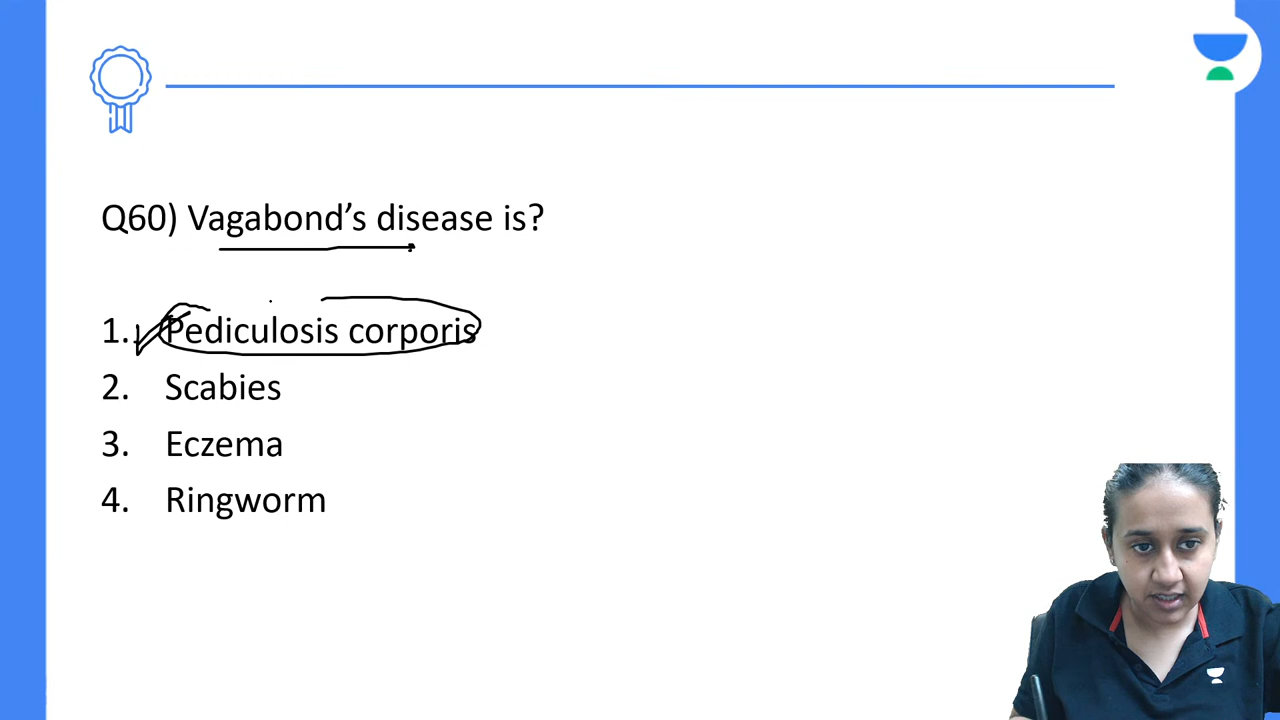 Q60) Vagabond’s disease is?
1. Pediculosis corporis
2. Scabies
3. Eczema
4. Ringworm